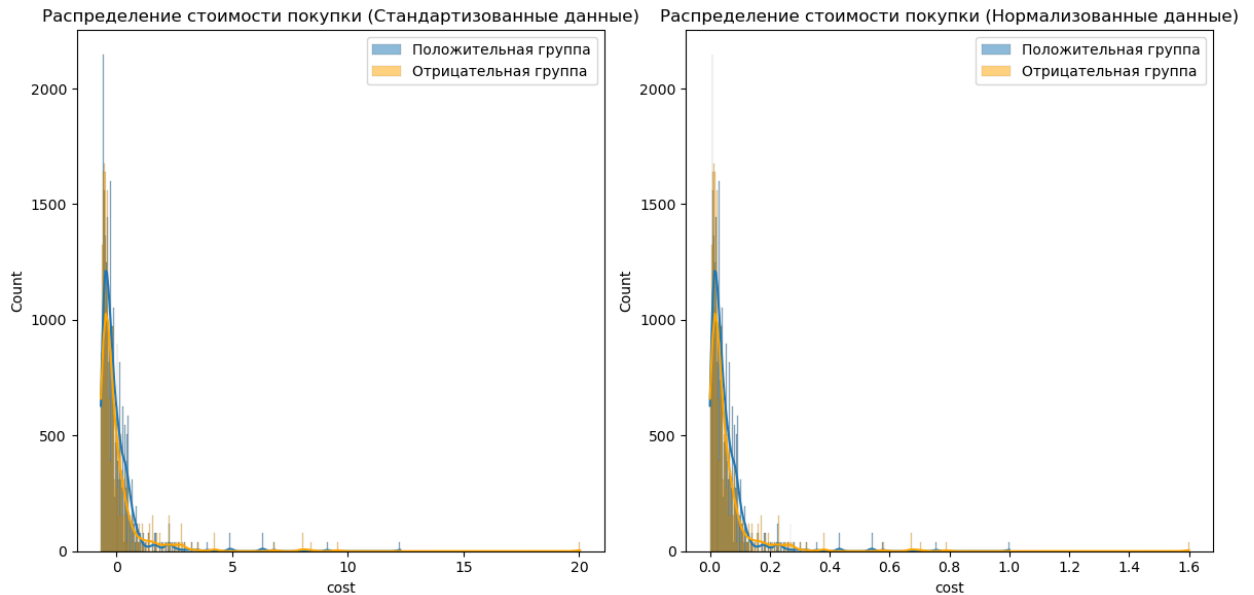 Распределение стоимости покупки (Стандартизованные данные)
Положительная группа
Отрицательная группа
Count
2000
1500
1000
500
0
0
5
10
15
20
cost
Распределение стоимости покупки (Нормализованные данные)
Положительная группа
Отрицательная группа
Count
2000
1500
1000
500
0
0.0
0.2
0.4
0.6
0.8
1.0
1.2
1.4
1.6
cost